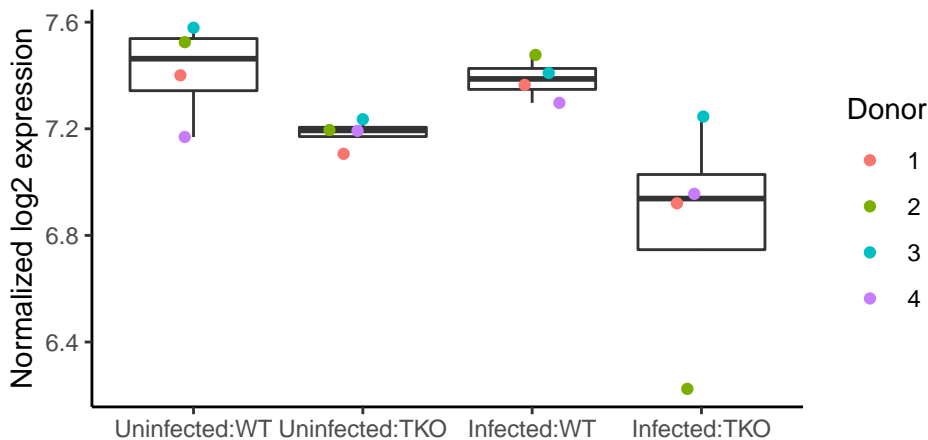 Normalized log2 expression
7.6
7.2
6.8
6.4
Uninfected:WT
Uninfected:TKO
Infected:WT
Infected:TKO
Donor
1
2
3
4